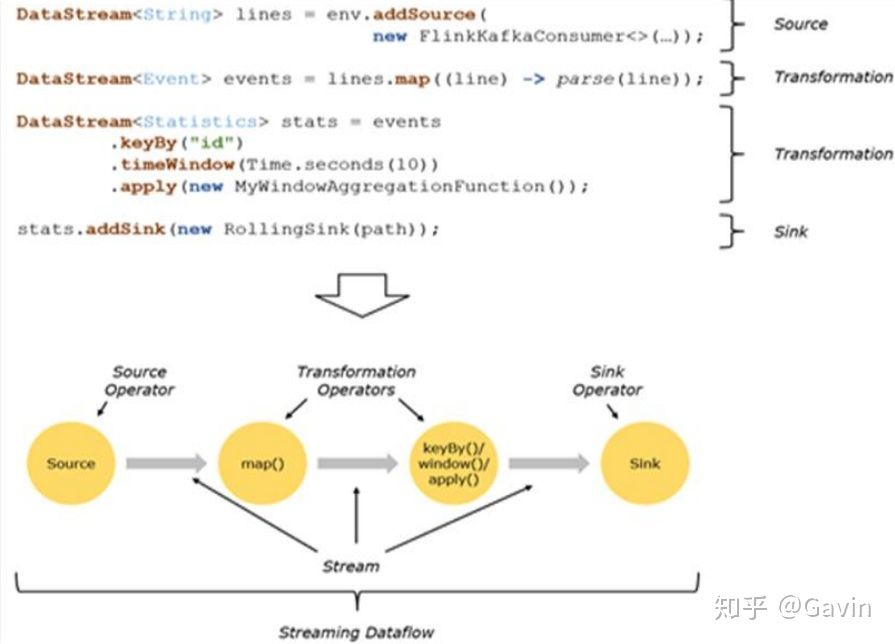 DataStream<String> lines = env.addSource(
new FlinkKafkaConsumer<>(…));
Source
DataStream<Event> events = lines.map((line) -> parse(line));
Transformation
DataStream<Statistics> stats = events
.keyBy("id")
.timeWindow(Time.seconds(10))
.apply(new MyWindowAggregationFunction());
Transformation
stats.addSink(new RollingSink(path));
Sink
Source
Operator
Transformation
Operators
Sink
Operator
Source
map()
keyBy()/
window()/
apply()
Sink
Stream
Streaming Dataflow
知乎 @Gavin